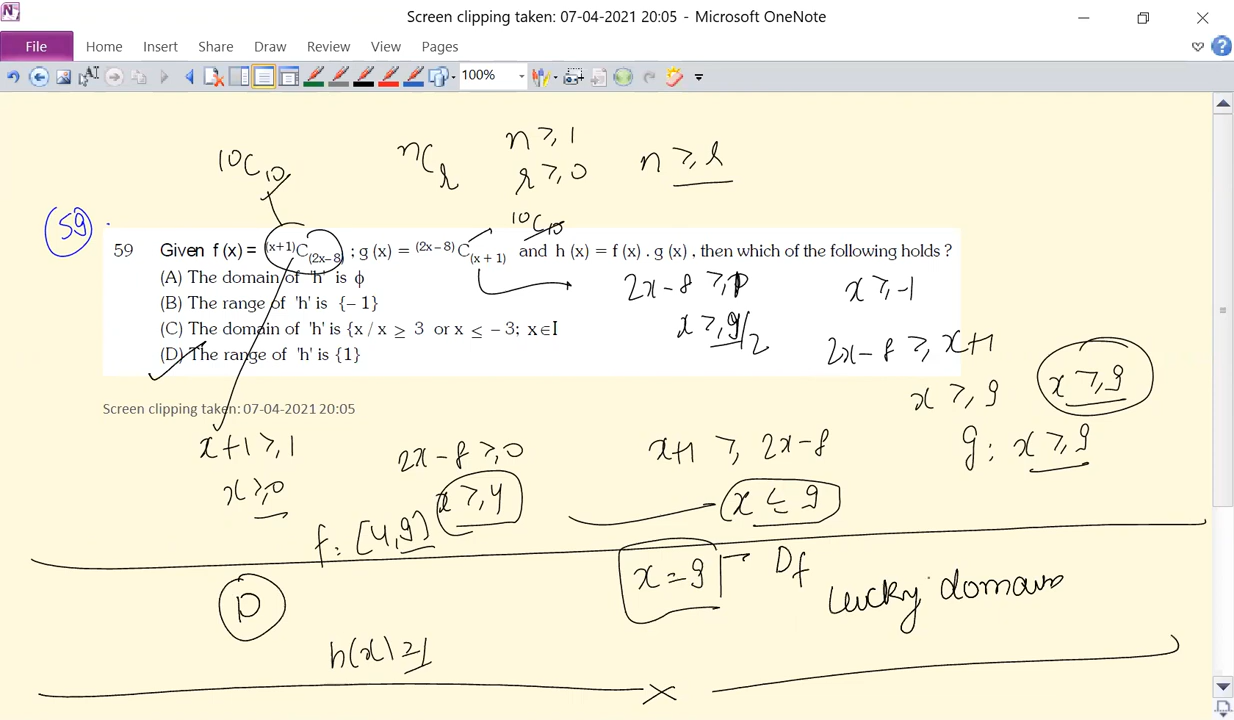 Screen clipping taken: 07-04-2021 20:05 - Microsoft OneNote
File Home Insert Share Draw Review View Pages
100%
10C10 nCr n ≥ 1
r ≥ 0 n ≥ r
59
10C10
59 Given f (x) = (x+1)C(2x–8) ; g (x) = (2x–8)C(x + 1) and h (x) = f (x) . g (x) , then which of the following holds ?
(A) The domain of 'h' is ϕ
(B) The range of 'h' is {– 1}
(C) The domain of 'h' is {x / x ≥ 3 or x ≤ – 3; x∈I
(D) The range of 'h' is {1}
2x-8 ≥ 1 x ≥ -1
x ≥ 9/2
2x-8 ≥ x+1
x ≥ 9 x ≥ 9
g: x ≥ 9
Screen clipping taken: 07-04-2021 20:05
x+1 ≥ 1 2x-8 ≥ 0 x+1 ≥ 2x-8
x ≥ 0 x ≥ 4 x ≤ 9
f: [4,9]
x = 9 Df
Lucky domain
D
h(x) = 1